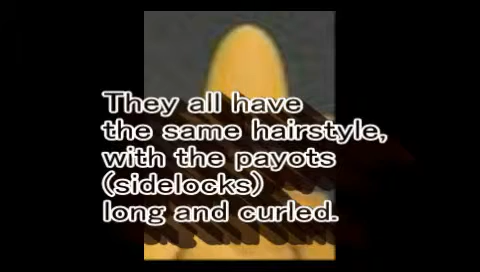 They all have
the same hairstyle,
with the payots
(sidelocks)
long and curled.